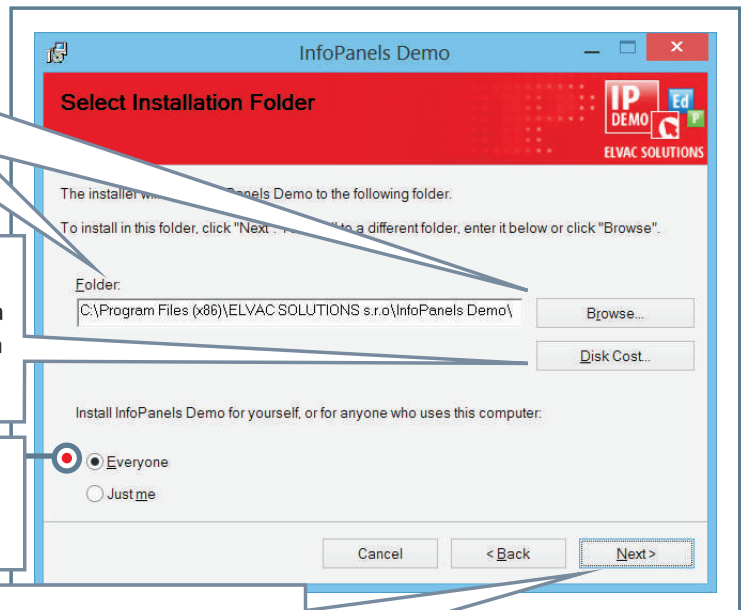 InfoPanels Demo
Select Installation Folder
IP
DEMO
Ed
P
ELVAC SOLUTIONS
The installer Panels Demo to the following folder.
To install in this folder, click "Next" to a different folder, enter it below or click "Browse".
Folder:
C:\Program Files (x86)\ELVAC SOLUTIONS s.r.o\InfoPanels Demo\
Browse...
Disk Cost...
Install InfoPanels Demo for yourself, or for anyone who uses this computer:
Everyone
Just me
Cancel
< Back
Next >